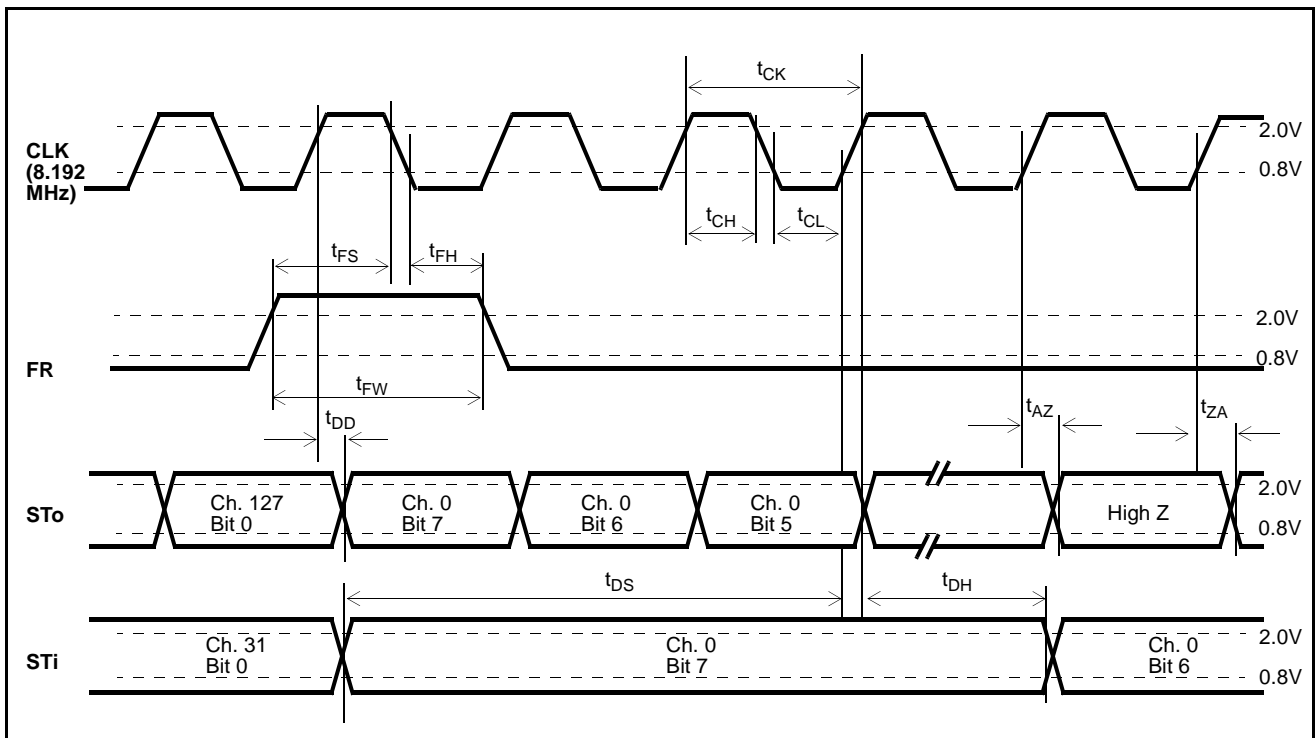 tCK
CLK
(8.192
MHz)
2.0V
0.8V
tCH
tCL
tFS
tFH
FR
2.0V
0.8V
tFW
tDD
tAZ
tZA
STo
Ch. 127
Bit 0
Ch. 0
Bit 7
Ch. 0
Bit 6
Ch. 0
Bit 5
High Z
2.0V
0.8V
tDS
tDH
STi
Ch. 31
Bit 0
Ch. 0
Bit 7
Ch. 0
Bit 6
2.0V
0.8V